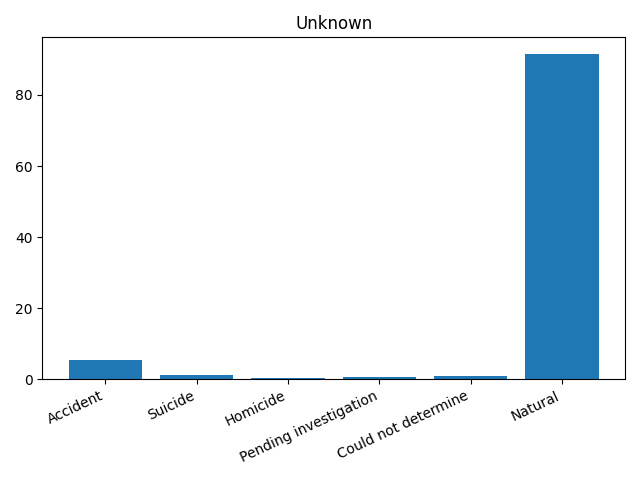 Unknown
80
60
40
20
0
Accident
Suicide
Homicide
Pending investigation
Could not determine
Natural